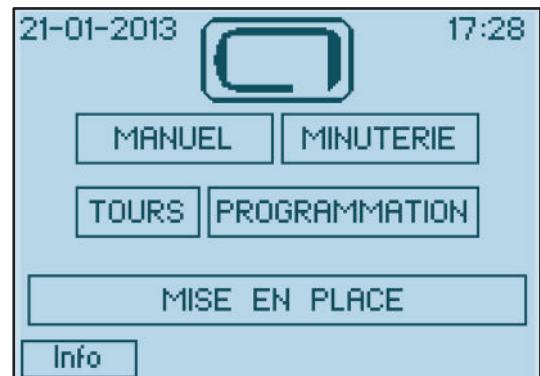 21-01-2013 17:28
MANUEL MINUTERIE
TOURS PROGRAMMATION
MISE EN PLACE
Info